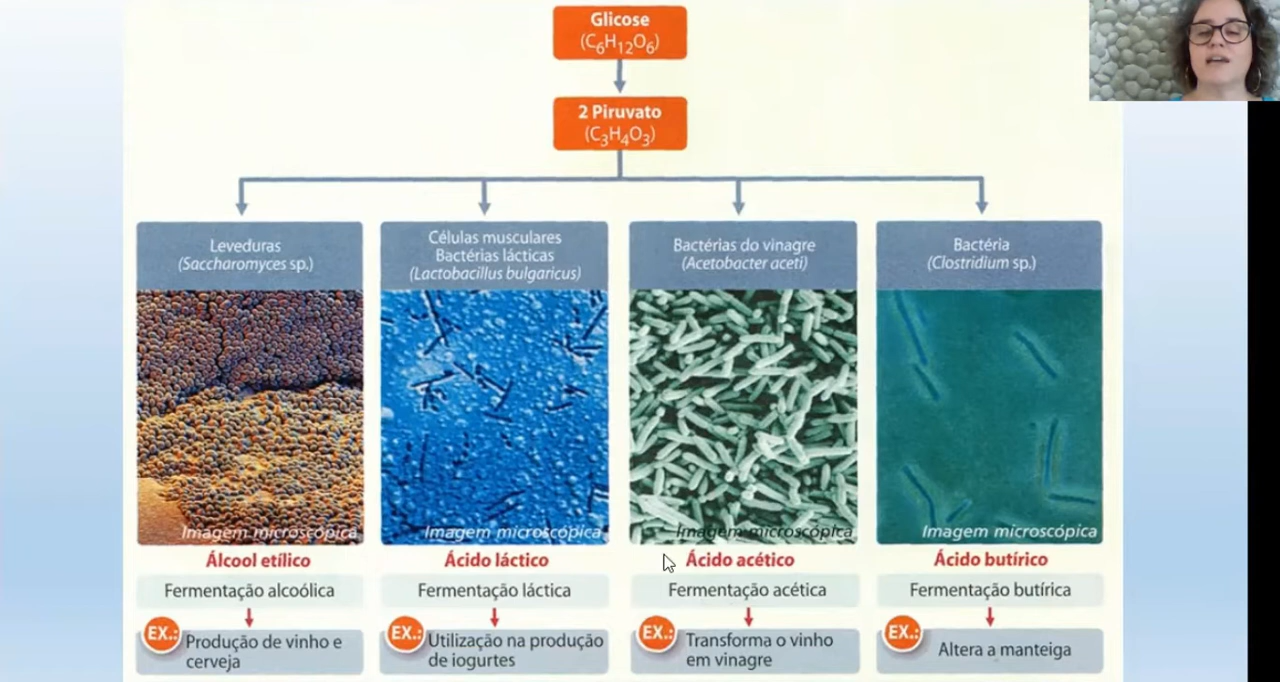 Glicose
(C₆H₁₂O₆)
2 Piruvato
(C₃H₄O₃)
Leveduras
(Saccharomyces sp.)
Células musculares
Bactérias lácticas
(Lactobacillus bulgaricus)
Bactérias do vinagre
(Acetobacter aceti)
Bactéria
(Clostridium sp.)
Imagem microscópica
Imagem microscópica
Imagem microscópica
Imagem microscópica
Álcool etílico
Ácido láctico
Ácido acético
Ácido butírico
Fermentação alcoólica
Fermentação láctica
Fermentação acética
Fermentação butírica
EX.:
Produção de vinho e
cerveja
EX.:
Utilização na produção
de iogurtes
EX.:
Transforma o vinho
em vinagre
EX.:
Altera a manteiga